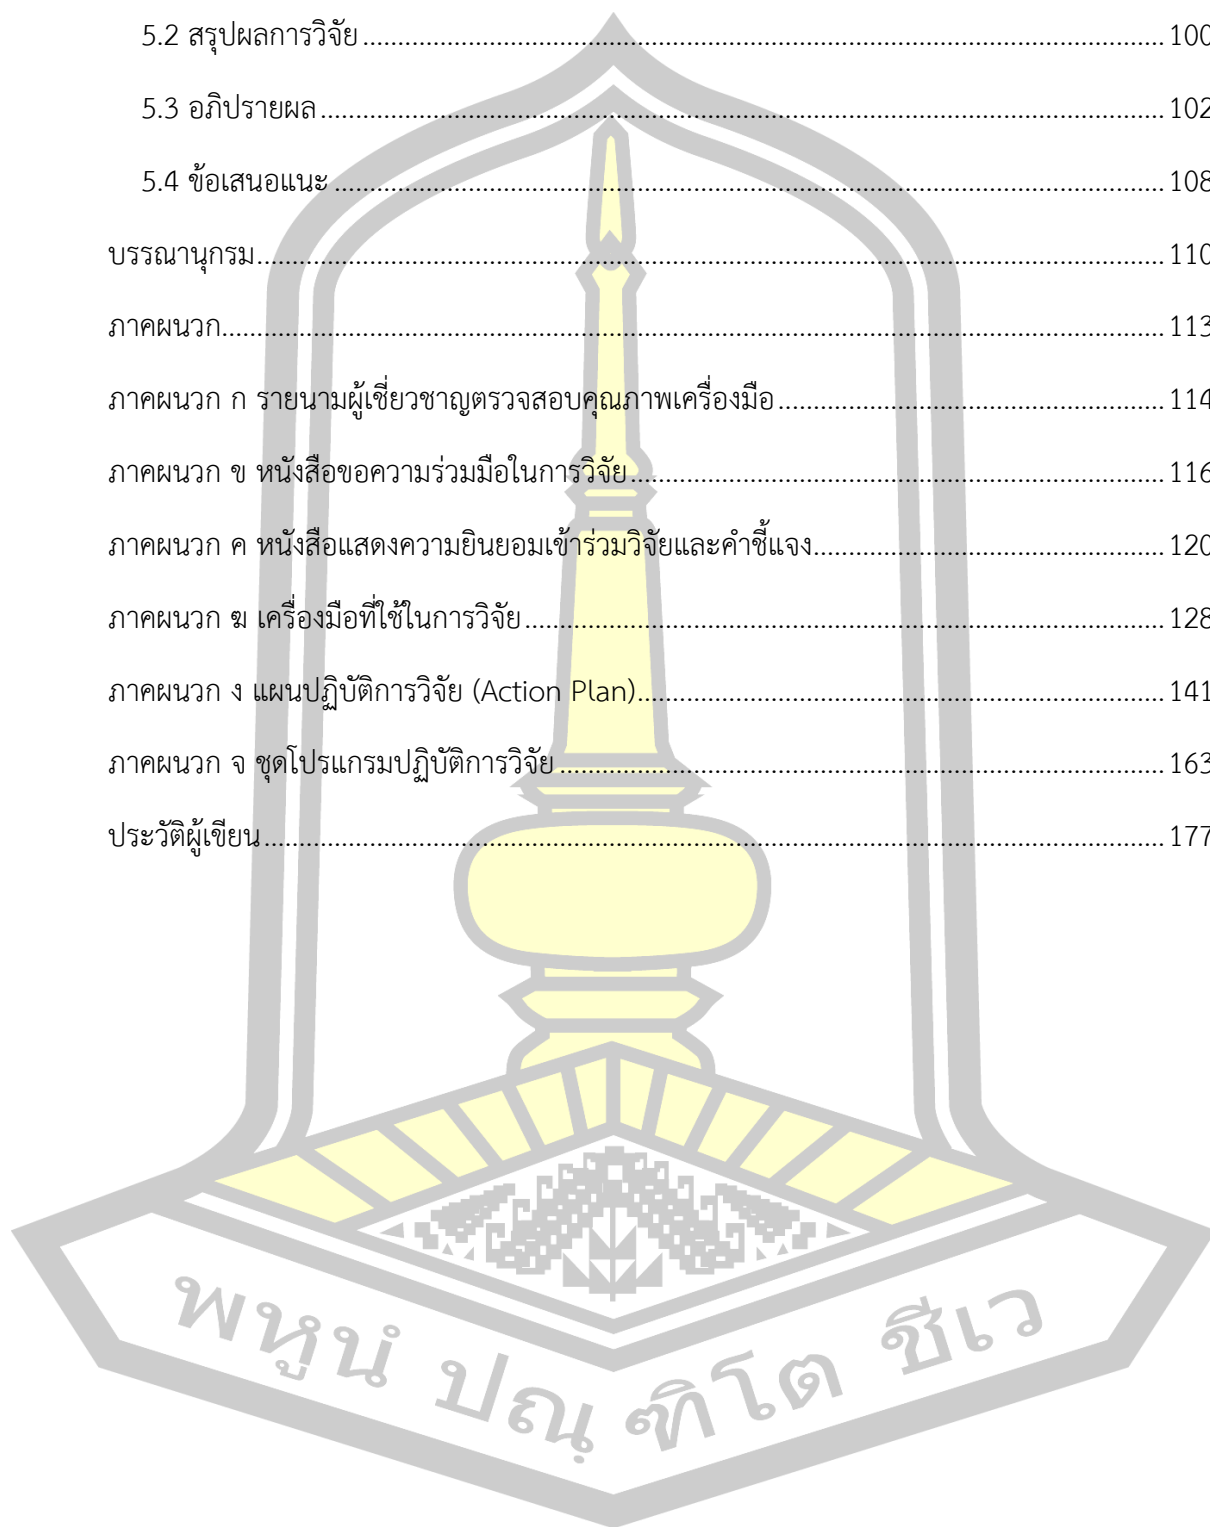 5.2 สรุปผลการวิจัย .................................................................................................................. 100
5.3 อภิปรายผล ........................................................................................................................ 102
5.4 ข้อเสนอแนะ ...................................................................................................................... 108
บรรณานุกรม................................................................................................................................. 110
ภาคผนวก...................................................................................................................................... 113
ภาคผนวก ก รายนามผู้เชี่ยวชาญตรวจสอบคุณภาพเครื่องมือ ....................................................... 114
ภาคผนวก ข หนังสือขอความร่วมมือในการวิจัย ............................................................................ 116
ภาคผนวก ค หนังสือแสดงความยินยอมเข้าร่วมวิจัยและคำชี้แจง.................................................. 120
ภาคผนวก ฆ เครื่องมือที่ใช้ในการวิจัย ........................................................................................... 128
ภาคผนวก ง แผนปฏิบัติการวิจัย (Action Plan)........................................................................... 141
ภาคผนวก จ ชุดโปรแกรมปฏิบัติการวิจัย ...................................................................................... 163
ประวัติผู้เขียน ................................................................................................................................ 177
พหูนํ ปณฺฑิโต ชีเว